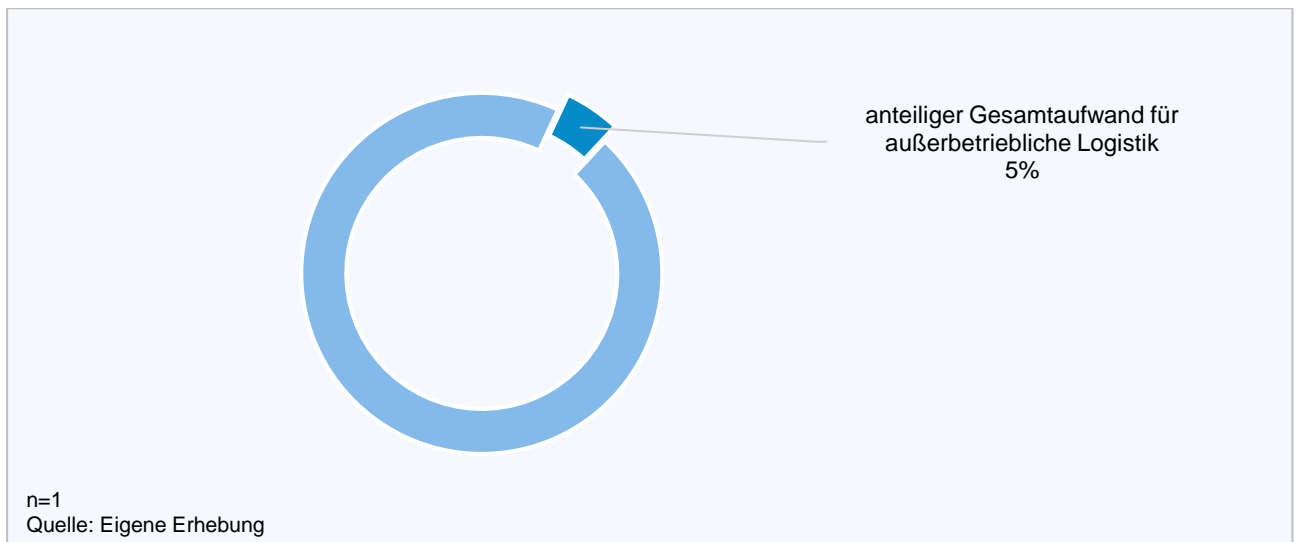 anteiliger Gesamtaufwand für
außerbetriebliche Logistik
5%
n=1
Quelle: Eigene Erhebung